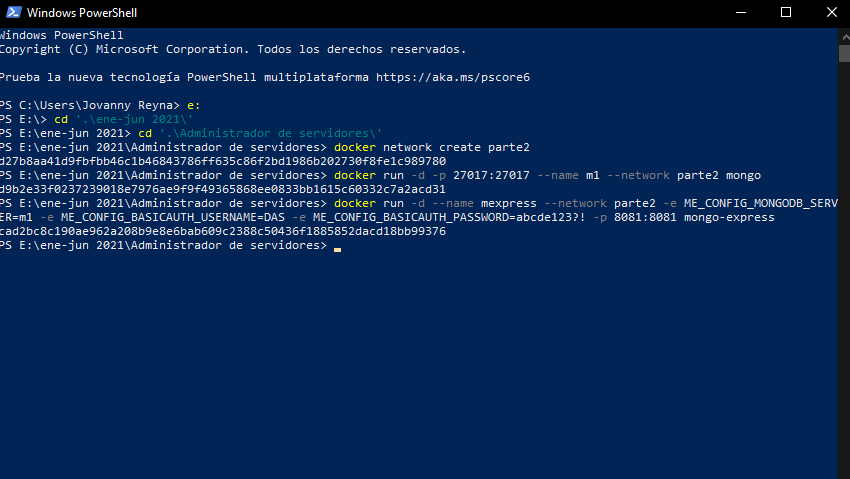 Windows PowerShell
Windows PowerShell
Copyright (C) Microsoft Corporation. Todos los derechos reservados.
Prueba la nueva tecnología PowerShell multiplataforma https://aka.ms/pscore6
PS C:\Users\Jovanny Reyna> e:
PS E:\> cd '.\ene-jun 2021\'
PS E:\ene-jun 2021> cd '.\Administrador de servidores\'
PS E:\ene-jun 2021\Administrador de servidores> docker network create parte2
d27b8aa41d9fbfbb46c1b46843786ff635c86f2bd1986b202730f8fe1c989780
PS E:\ene-jun 2021\Administrador de servidores> docker run -d -p 27017:27017 --name m1 --network parte2 mongo
d9b2e33f0237239018e7976ae9f9f49365868ee0833bb1615c60332c7a2acd31
PS E:\ene-jun 2021\Administrador de servidores> docker run -d --name mexpress --network parte2 -e ME_CONFIG_MONGODB_SERV
ER=m1 -e ME_CONFIG_BASICAUTH_USERNAME=DAS -e ME_CONFIG_BASICAUTH_PASSWORD=abcde123?! -p 8081:8081 mongo-express
cad2bc8c190ae962a208b9e8e6bab609c2388c50436f1885852dacd18bb99376
PS E:\ene-jun 2021\Administrador de servidores>